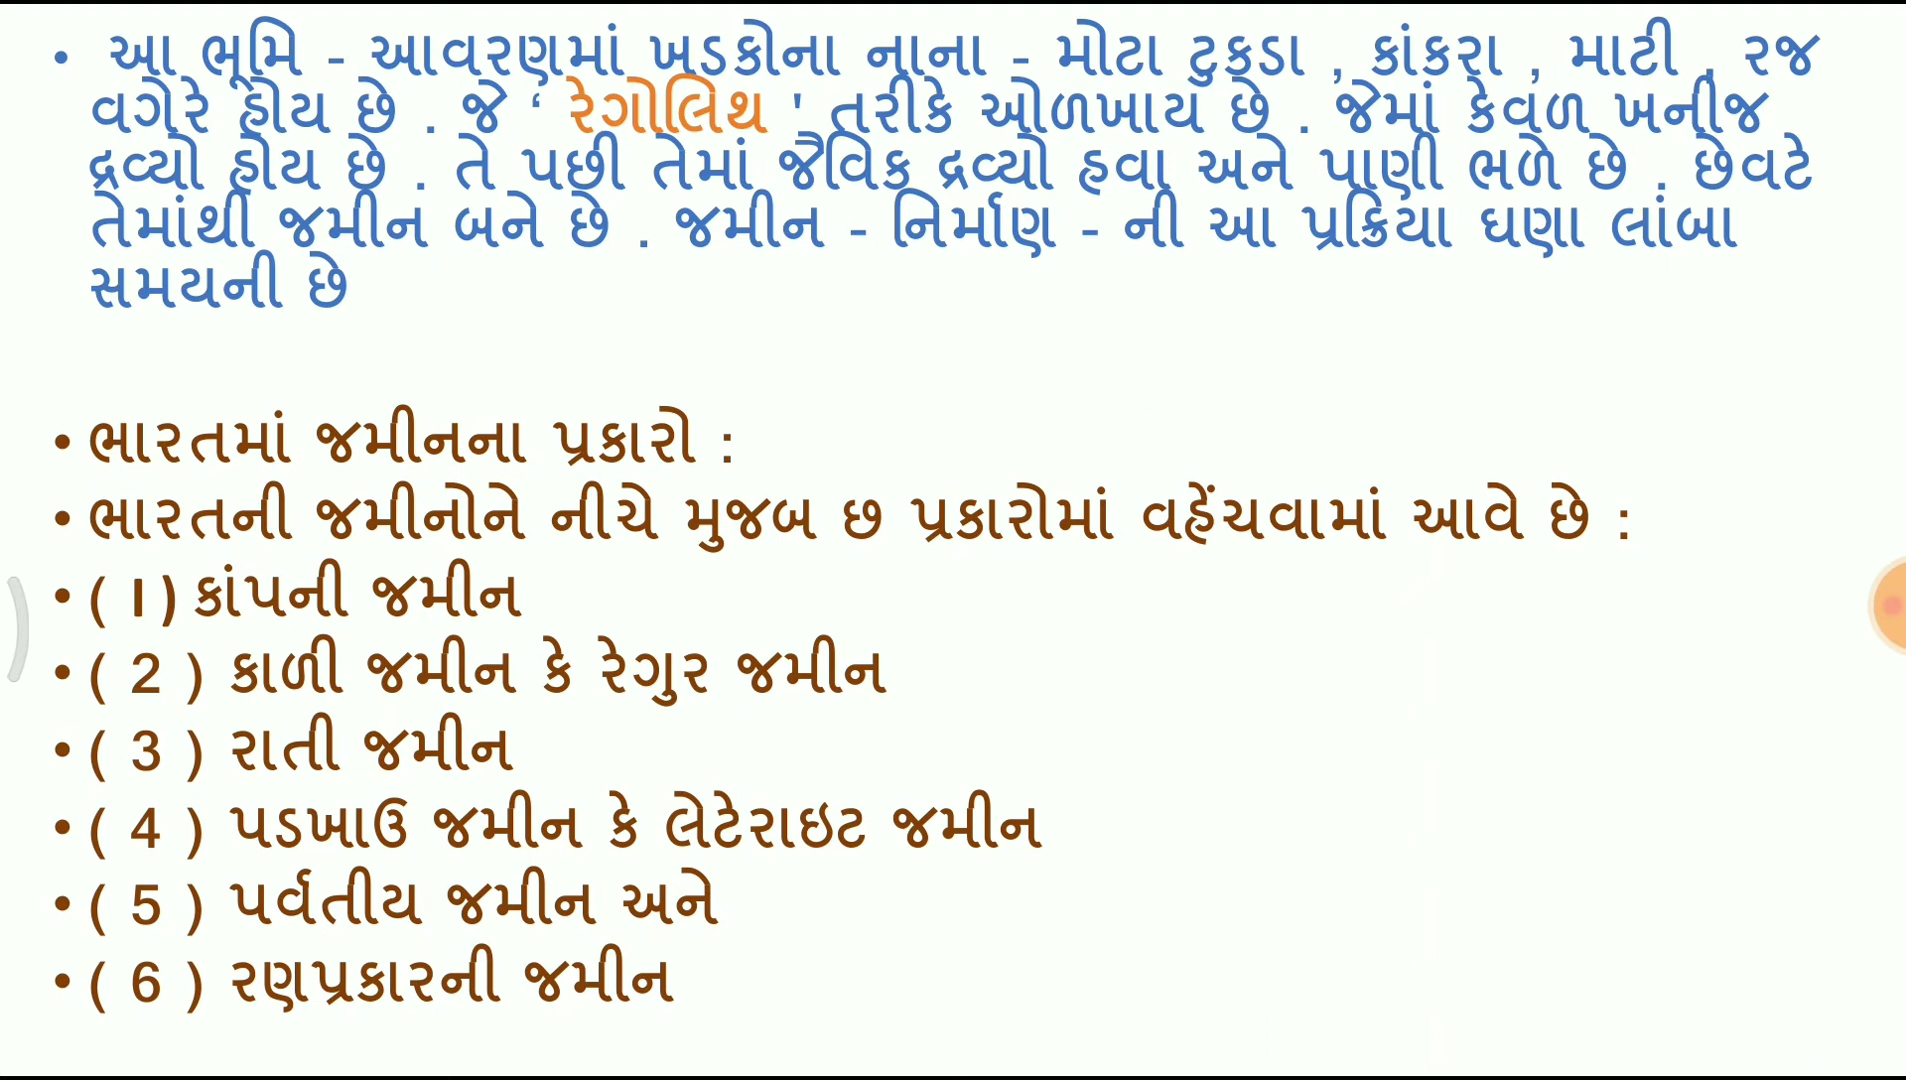 • આ ભૂમિ - આવરણમાં ખડકોના નાના - મોટા ટુકડા , કાંકરા , માટી , રજ
વગેરે હોય છે . જે ‘ રેગોલિથ ' તરીકે ઓળખાય છે . જેમાં કેવળ ખનીજ
દ્રવ્યો હોય છે . તે પછી તેમાં જૈવિક દ્રવ્યો હવા અને પાણી ભળે છે . છેવટે
તેમાંથી જમીન બને છે . જમીન - નિર્માણ - ની આ પ્રક્રિયા ઘણા લાંબા
સમયની છે
• ભારતમાં જમીનના પ્રકારો :
• ભારતની જમીનોને નીચે મુજબ છ પ્રકારોમાં વહેંચવામાં આવે છે :
• ( I ) કાંપની જમીન
• ( 2 ) કાળી જમીન કે રેગુર જમીન
• ( 3 ) રાતી જમીન
• ( 4 ) પડખાઉ જમીન કે લેટેરાઇટ જમીન
• ( 5 ) પર્વતીય જમીન અને
• ( 6 ) રણપ્રકારની જમીન